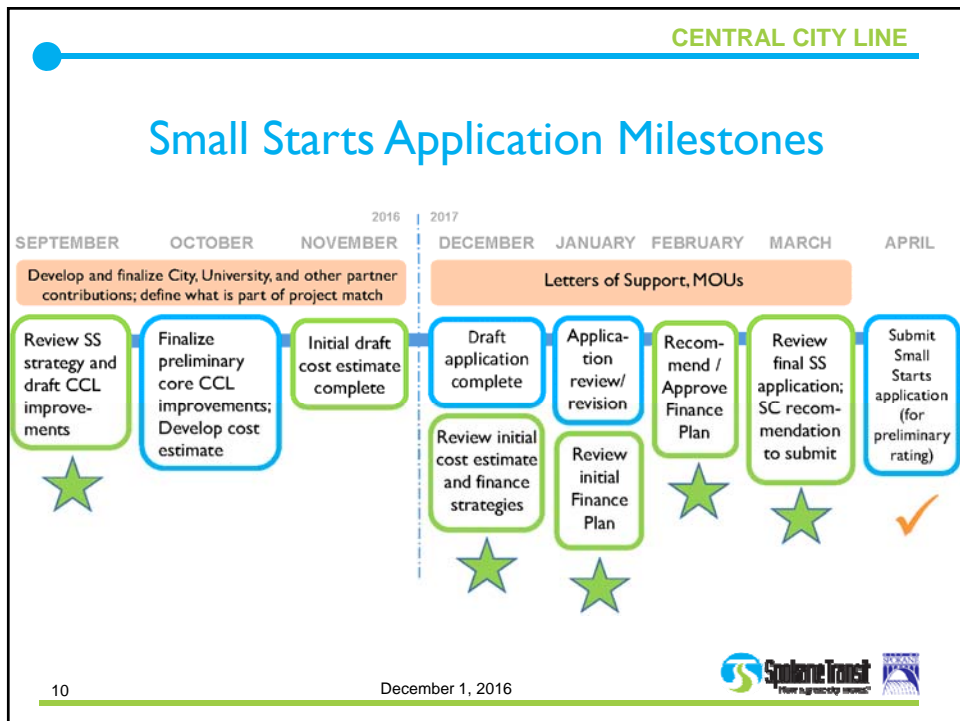 CENTRAL CITY LINE
Small Starts Application Milestones
2016
2017
SEPTEMBER
OCTOBER
NOVEMBER
DECEMBER
JANUARY
FEBRUARY
MARCH
APRIL
Develop and finalize City, University, and other partner
contributions; define what is part of project match
Letters of Support, MOUs
Review SS
strategy and
draft CCL
improve-
ments
Finalize
preliminary
core CCL
improvements;
Develop cost
estimate
Initial draft
cost estimate
complete
Draft
application
complete
Review initial
cost estimate
and finance
strategies
Applica-
tion
review/
revision
Review
initial
Finance
Plan
Recom-
mend /
Approve
Finance
Plan
Review
final SS
application;
SC recom-
mendation
to submit
Submit
Small
Starts
application
(for
preliminary
rating)
10
December 1, 2016
Spokane Transit